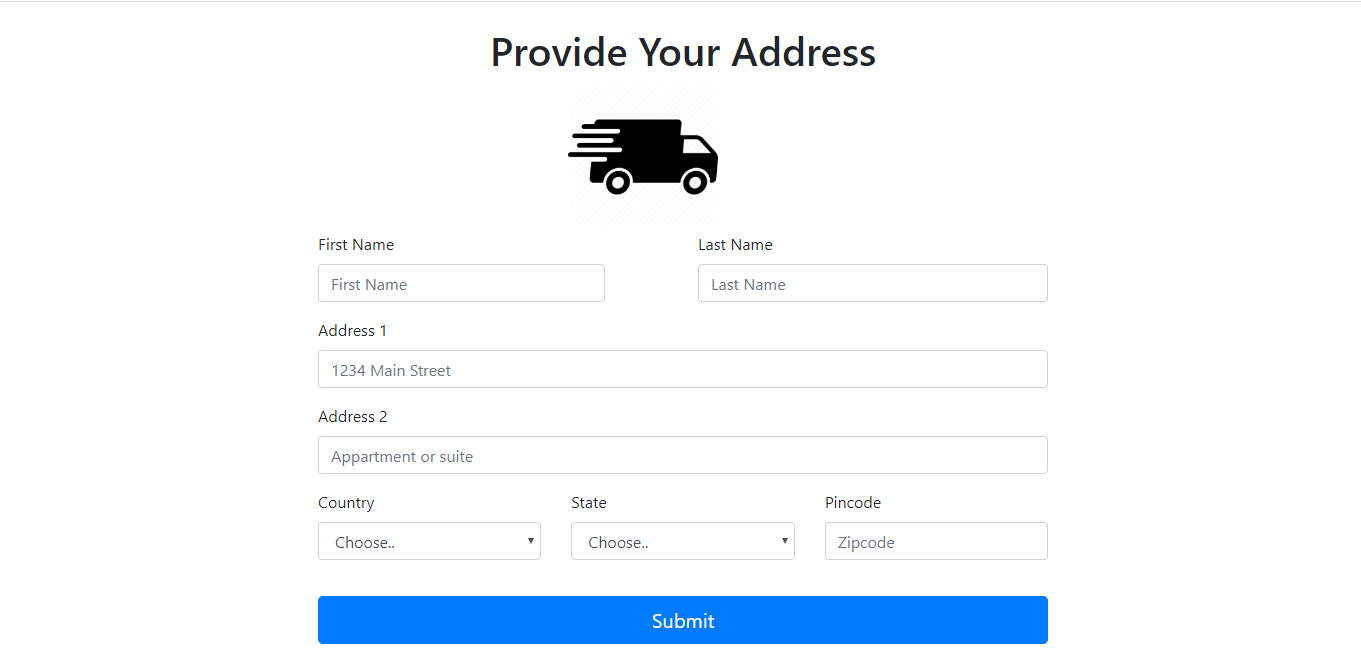 Provide Your Address
First Name Last Name
First Name Last Name
Address 1
1234 Main Street
Address 2
Appartment or suite
Country State Pincode
Choose.. Choose.. Zipcode
Submit